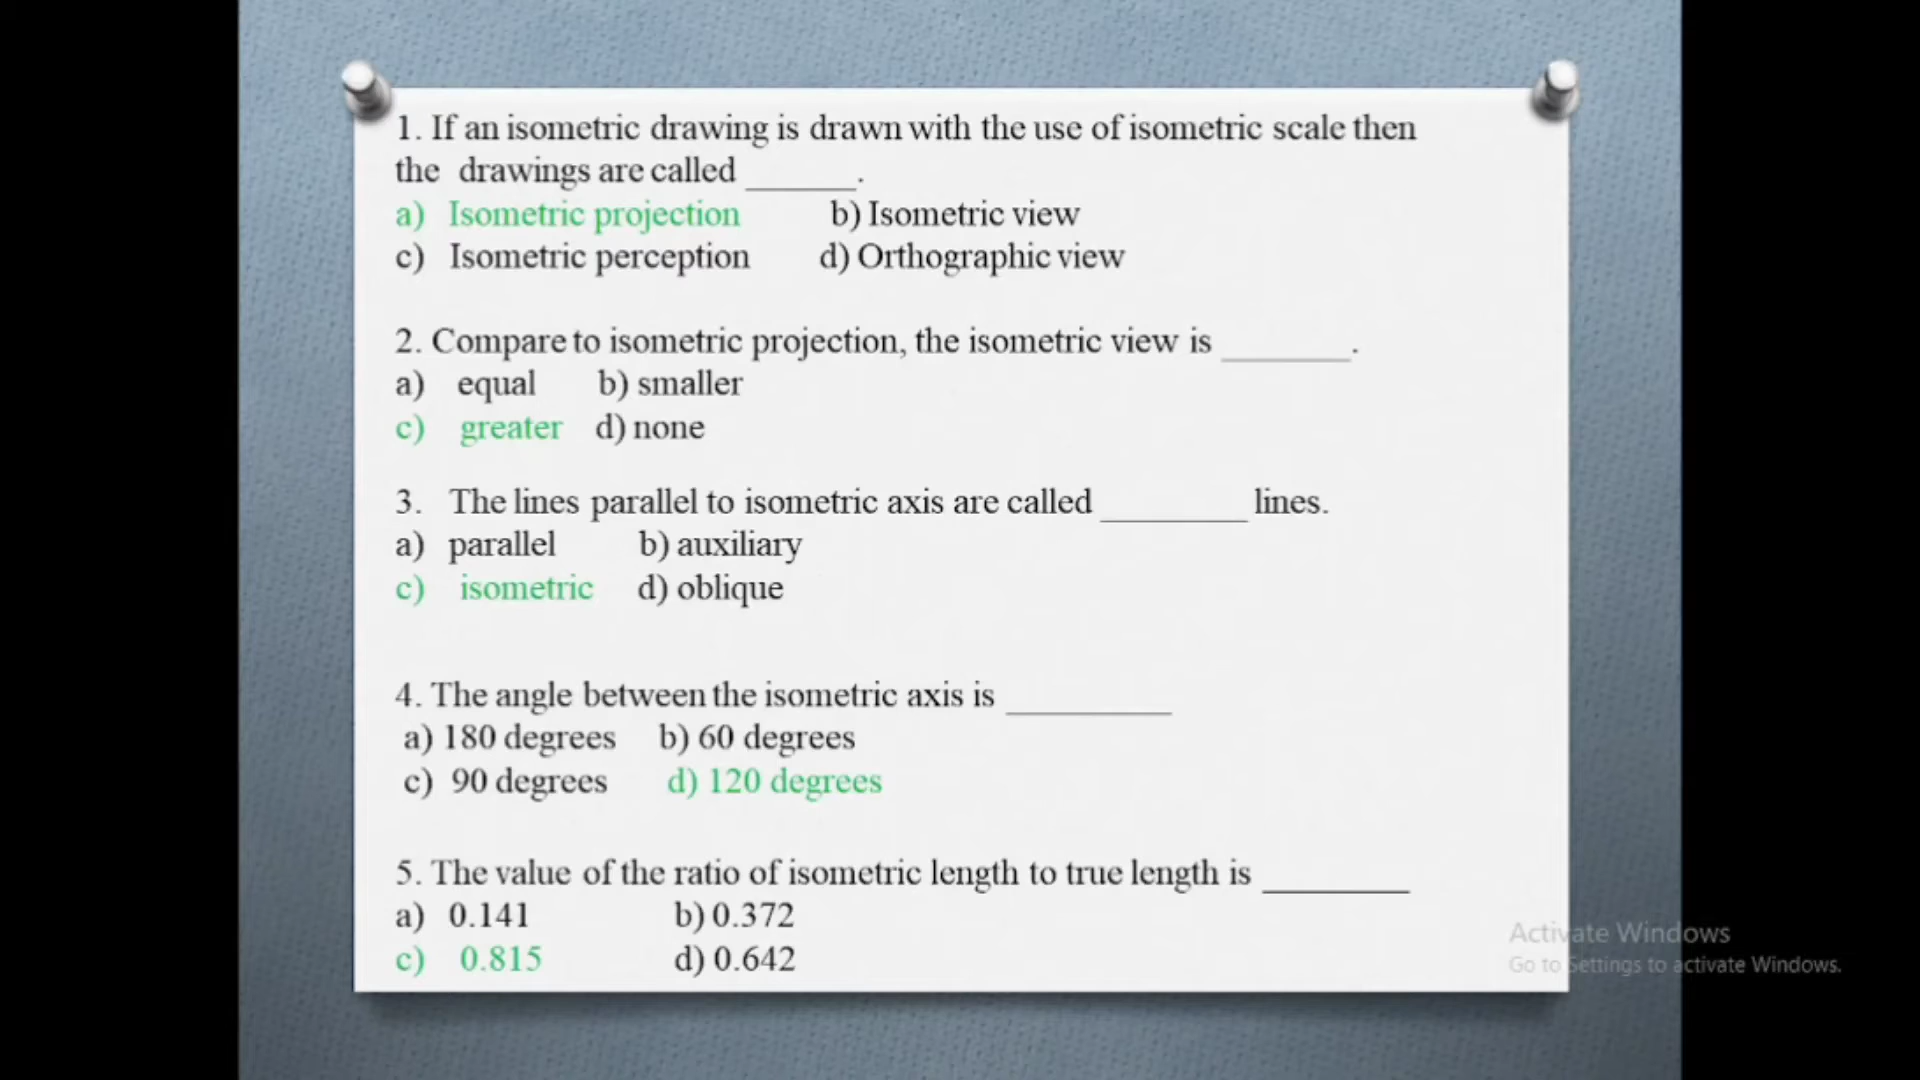 1. If an isometric drawing is drawn with the use of isometric scale then
the drawings are called ______.
a) Isometric projection b) Isometric view
c) Isometric perception d) Orthographic view
2. Compare to isometric projection, the isometric view is _______.
a) equal b) smaller
c) greater d) none
3. The lines parallel to isometric axis are called ________ lines.
a) parallel b) auxiliary
c) isometric d) oblique
4. The angle between the isometric axis is _________
a) 180 degrees b) 60 degrees
c) 90 degrees d) 120 degrees
5. The value of the ratio of isometric length to true length is ________
a) 0.141 b) 0.372
c) 0.815 d) 0.642
Activate Windows
Go to Settings to activate Windows.